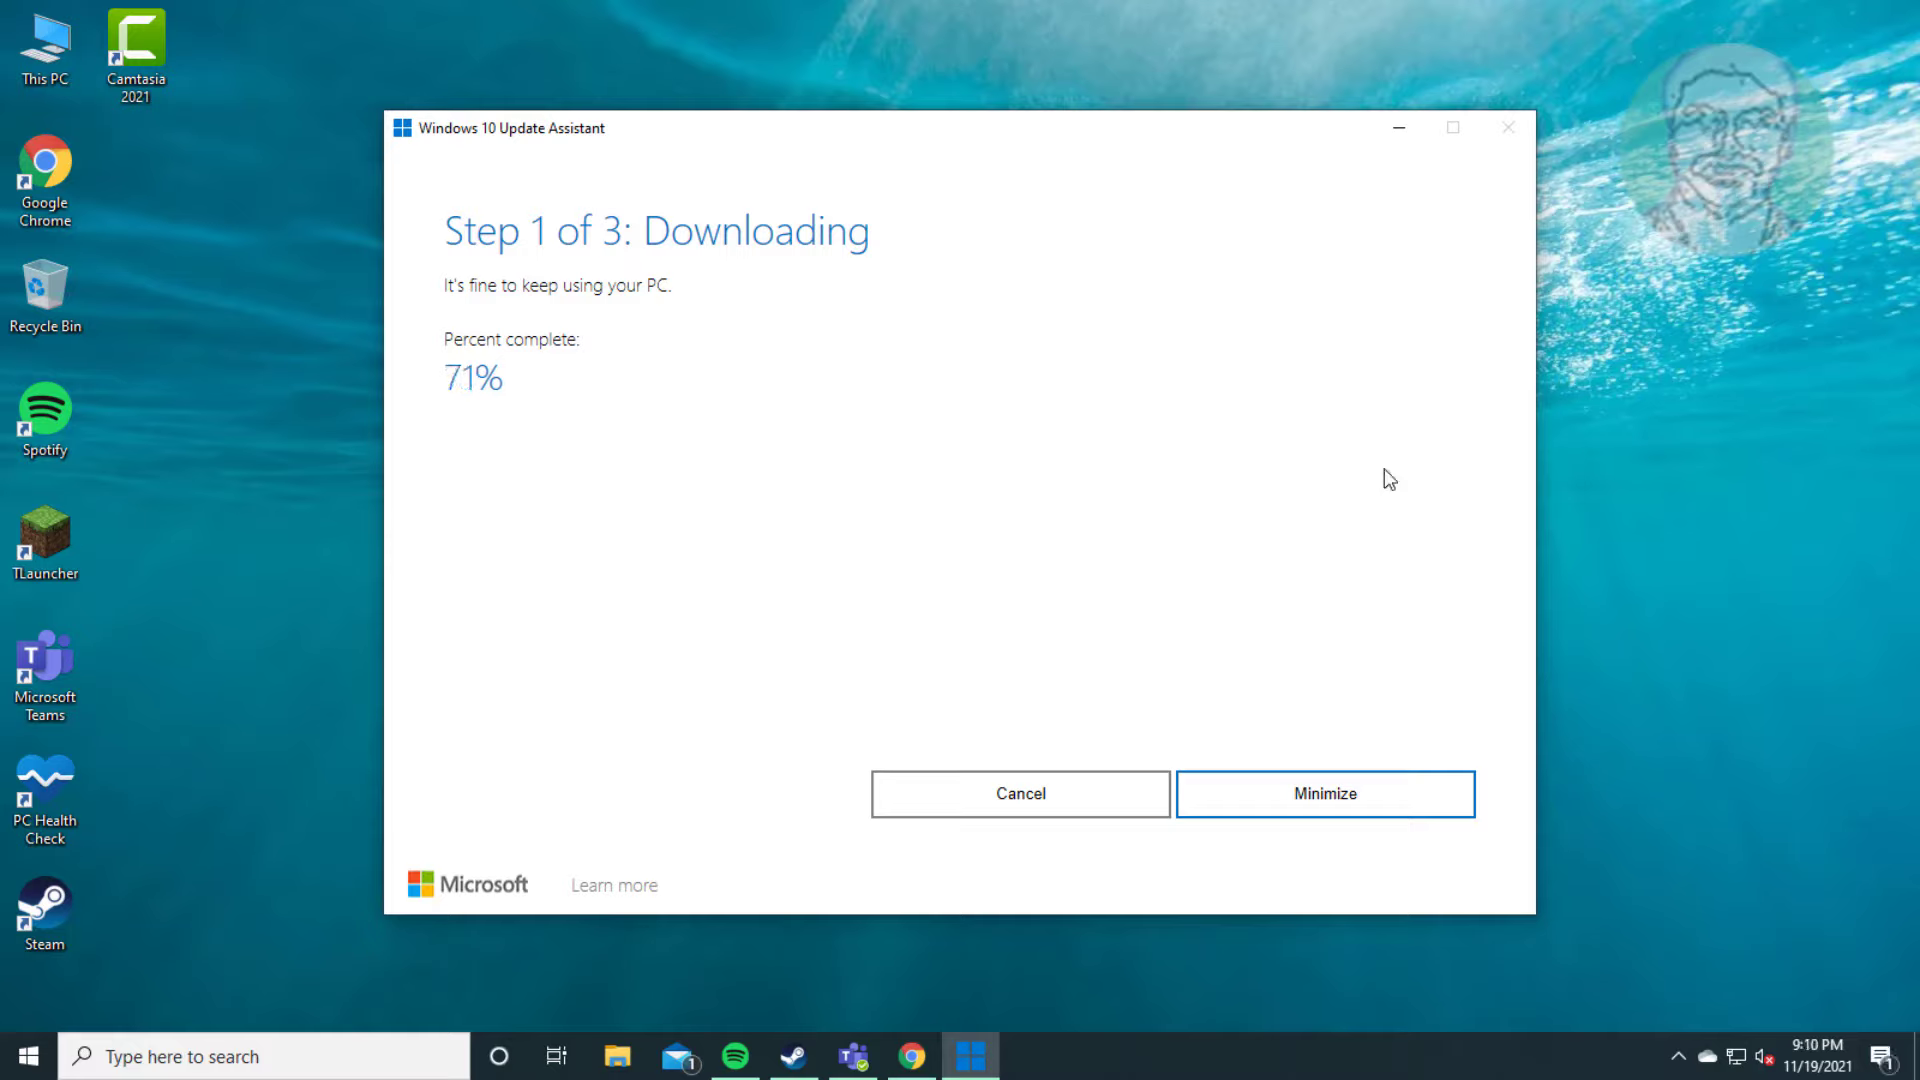 This PC
Camtasia
2021
Google
Chrome
Recycle Bin
Spotify
TLauncher
Microsoft
Teams
PC Health
Check
Steam
Windows 10 Update Assistant
Step 1 of 3: Downloading
It's fine to keep using your PC.
Percent complete:
71%
Cancel
Minimize
Microsoft
Learn more
Type here to search
1
T
9:10 PM
11/19/2021
1